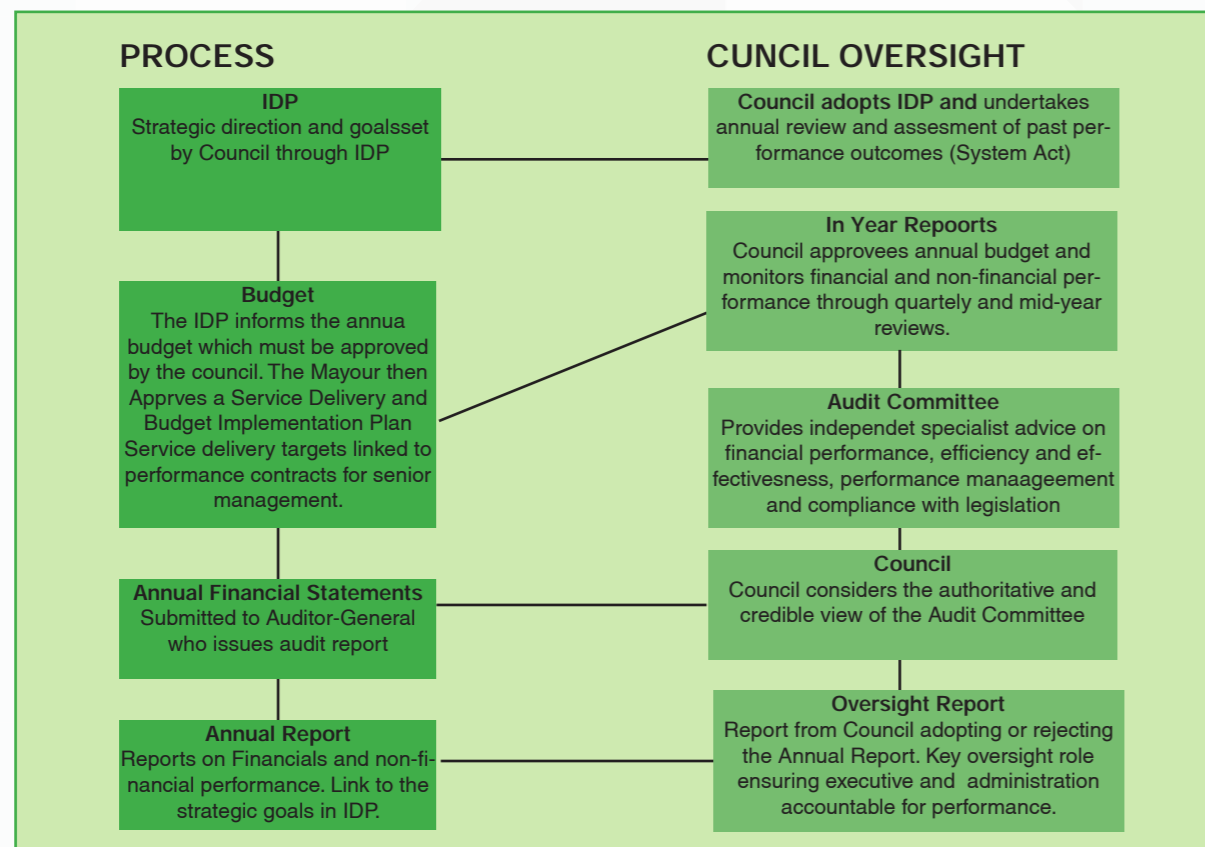 PROCESS
IDP
Strategic direction and goalsset
by Council through IDP
Budget
The IDP informs the annua
budget which must be approved
by the council. The Mayour then
Apprves a Service Delivery and
Budget Implementation Plan
Service delivery targets linked to
performance contracts for senior
management.
Annual Financial Statements
Submitted to Auditor-General
who issues audit report
Annual Report
Reports on Financials and non-fi-
nancial performance. Link to the
strategic goals in IDP.
CUNCIL OVERSIGHT
Council adopts IDP and undertakes
annual review and assesment of past per-
formance outcomes (System Act)
In Year Repoorts
Council approvees annual budget and
monitors financial and non-financial per-
formance through quartely and mid-year
reviews.
Audit Committee
Provides independet specialist advice on
financial performance, efficiency and ef-
fectivesness, performance manaageement
and compliance with legislation
Council
Council considers the authoritative and
credible view of the Audit Committee
Oversight Report
Report from Council adopting or rejecting
the Annual Report. Key oversight role
ensuring executive and administration
accountable for performance.